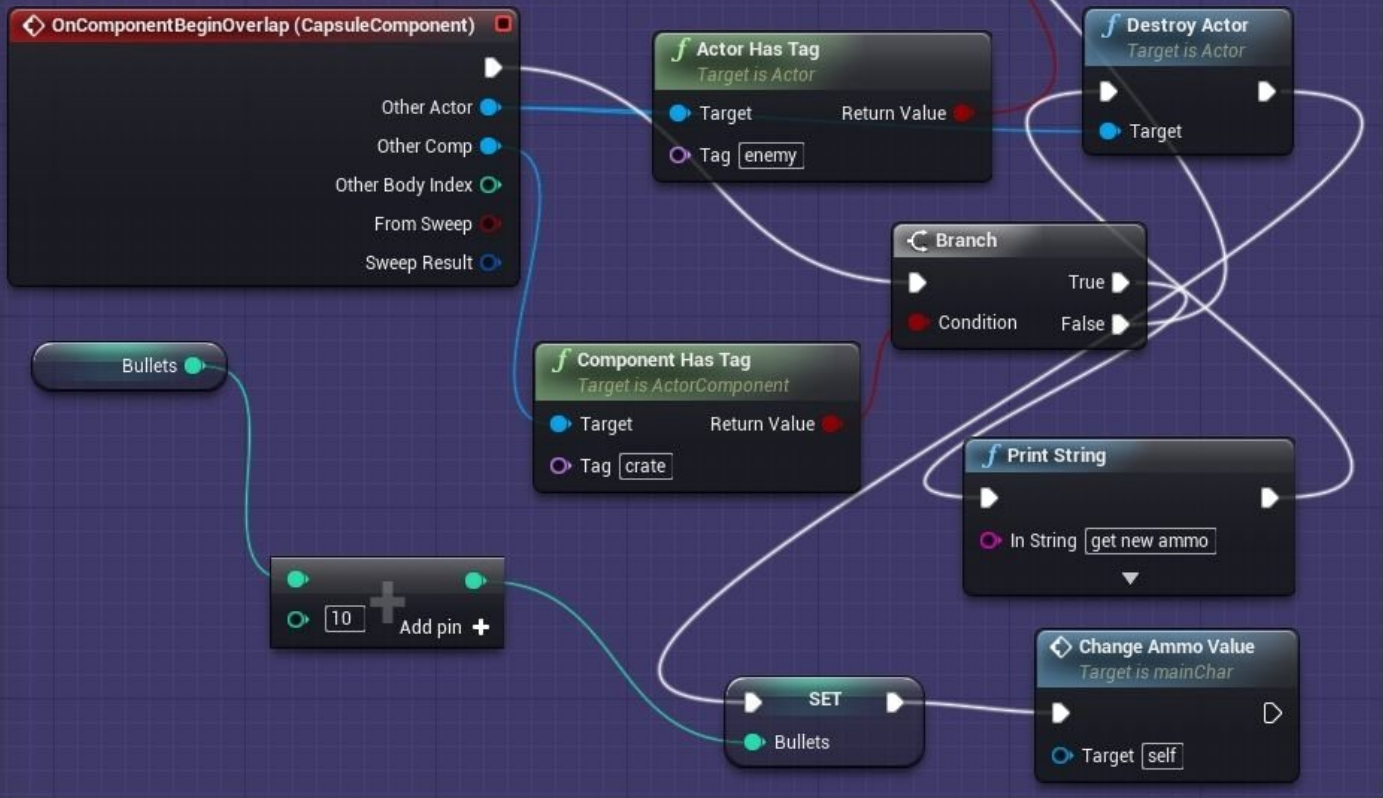 OnComponentBeginOverlap (CapsuleComponent)
Other Actor
Other Comp
Other Body Index
From Sweep
Sweep Result
f Actor Has Tag
Target is Actor
Target Return Value
Tag enemy
f Destroy Actor
Target is Actor
Target
Branch
True
Condition False
Bullets
f Component Has Tag
Target is ActorComponent
Target Return Value
Tag crate
f Print String
In String get new ammo
10
Add pin +
SET
Bullets
Change Ammo Value
Target is mainChar
Target self